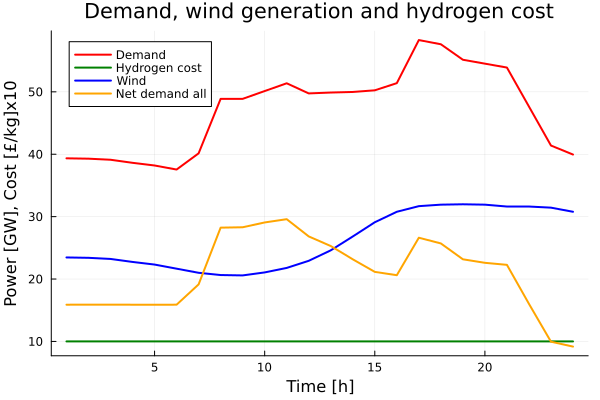 Demand, wind generation and hydrogen cost
Power [GW], Cost [£/kg]x10
Demand
Hydrogen cost
Wind
Net demand all
50
40
30
20
10
5
10
15
20
Time [h]